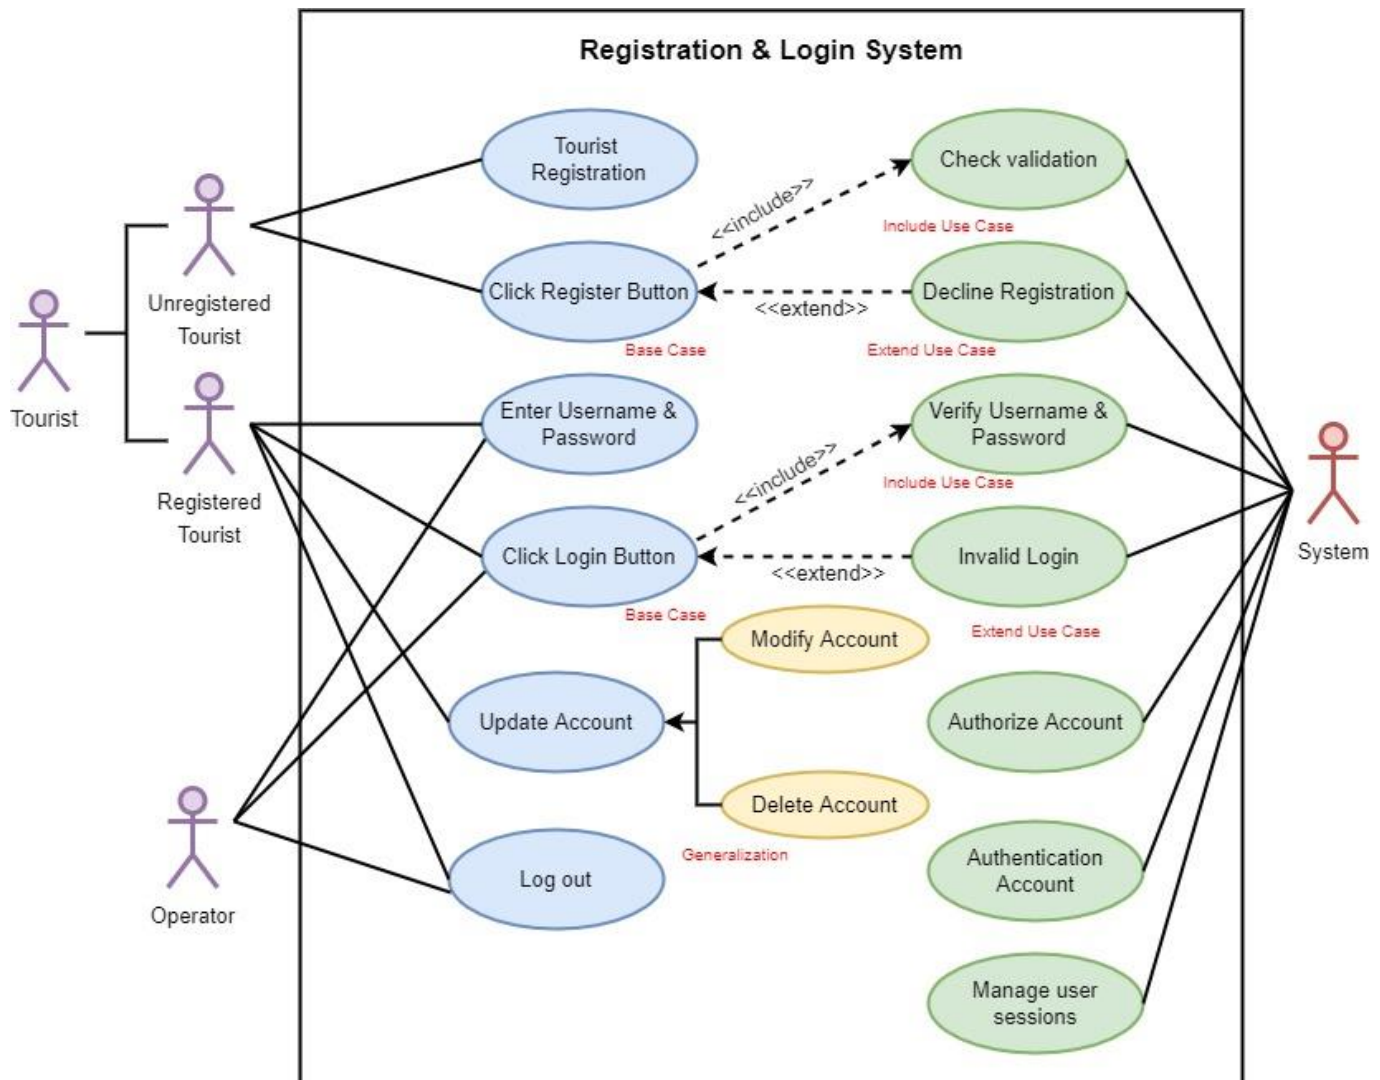 Registration & Login System
Tourist
Registration
Check validation
<<include>>
Include Use Case
Unregistered
Tourist
Click Register Button
<<extend>>
Decline Registration
Base Case
Extend Use Case
Tourist
Registered
Tourist
Enter Username &
Password
Verify Username &
Password
<<include>>
Include Use Case
System
Click Login Button
<<extend>>
Invalid Login
Base Case
Extend Use Case
Modify Account
Update Account
Authorize Account
Delete Account
Generalization
Operator
Log out
Authentication
Account
Manage user
sessions